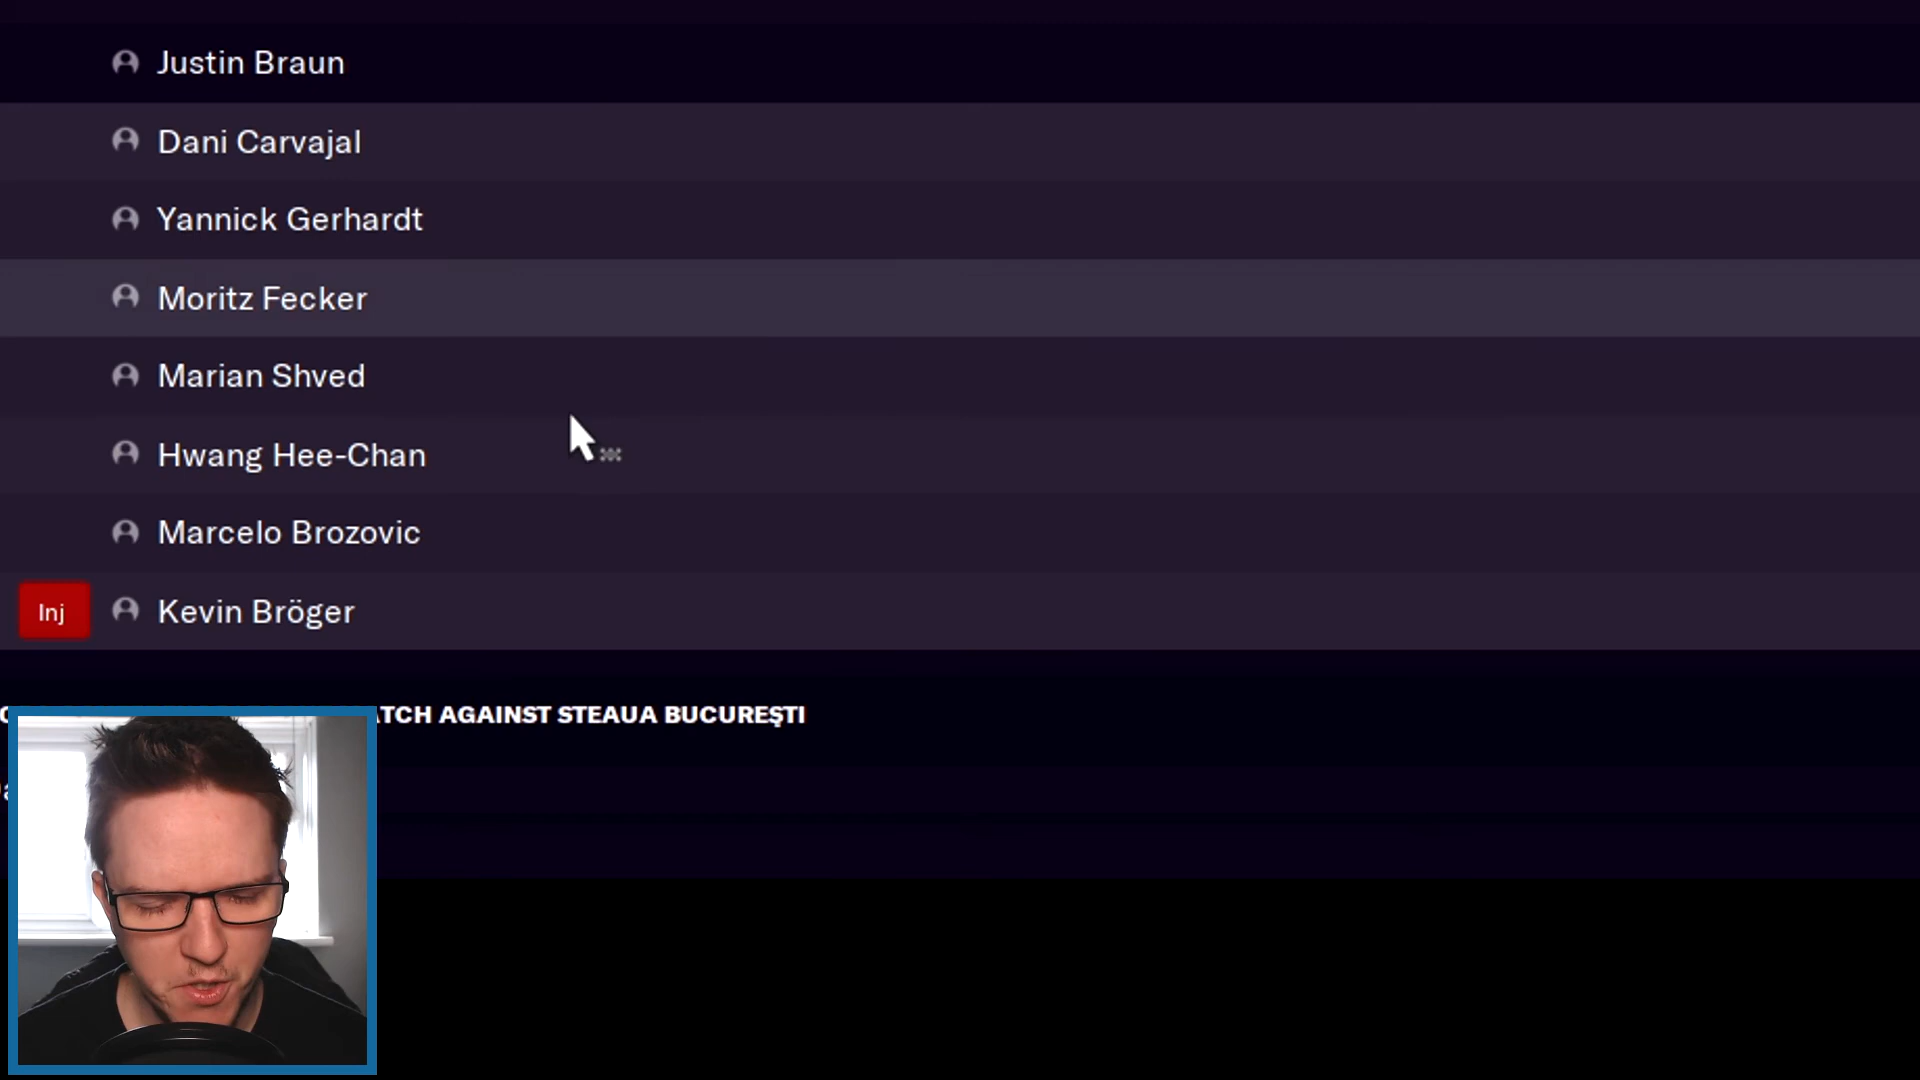 Justin Braun
Dani Carvajal
Yannick Gerhardt
Moritz Fecker
Marian Shved
Hwang Hee-Chan
Marcelo Brozovic
Inj Kevin Bröger
AGAINST STEAUA BUCUREŞTI